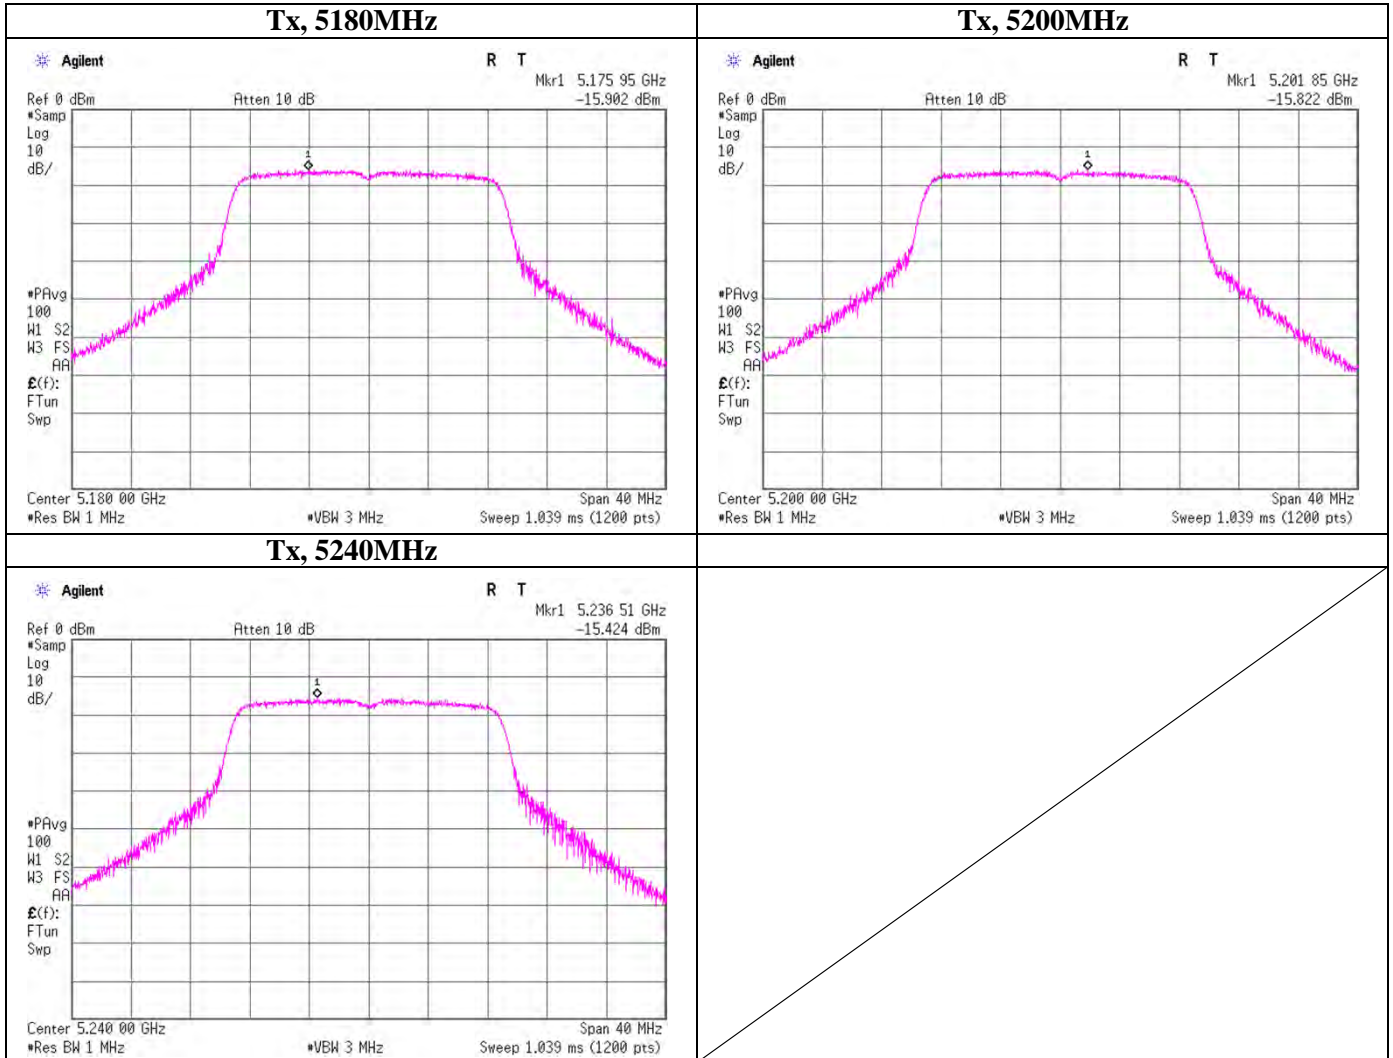 Tx, 5180MHz
Agilent
R T
Mkr1 5.175 95 GHz
Ref 0 dBm Atten 10 dB -15.902 dBm
#Samp
Log
10
dB/
1
#PAvg
100
W1 S2
W3 FS
AA
£(f):
FTun
Swp
Center 5.180 00 GHz Span 40 MHz
#Res BW 1 MHz #VBW 3 MHz Sweep 1.039 ms (1200 pts)
Tx, 5200MHz
Agilent
R T
Mkr1 5.201 85 GHz
Ref 0 dBm Atten 10 dB -15.822 dBm
#Samp
Log
10
dB/
1
#PAvg
100
W1 S2
W3 FS
AA
£(f):
FTun
Swp
Center 5.200 00 GHz Span 40 MHz
#Res BW 1 MHz #VBW 3 MHz Sweep 1.039 ms (1200 pts)
Tx, 5240MHz
Agilent
R T
Mkr1 5.236 51 GHz
Ref 0 dBm Atten 10 dB -15.424 dBm
#Samp
Log
10
dB/
1
#PAvg
100
W1 S2
W3 FS
AA
£(f):
FTun
Swp
Center 5.240 00 GHz Span 40 MHz
#Res BW 1 MHz #VBW 3 MHz Sweep 1.039 ms (1200 pts)